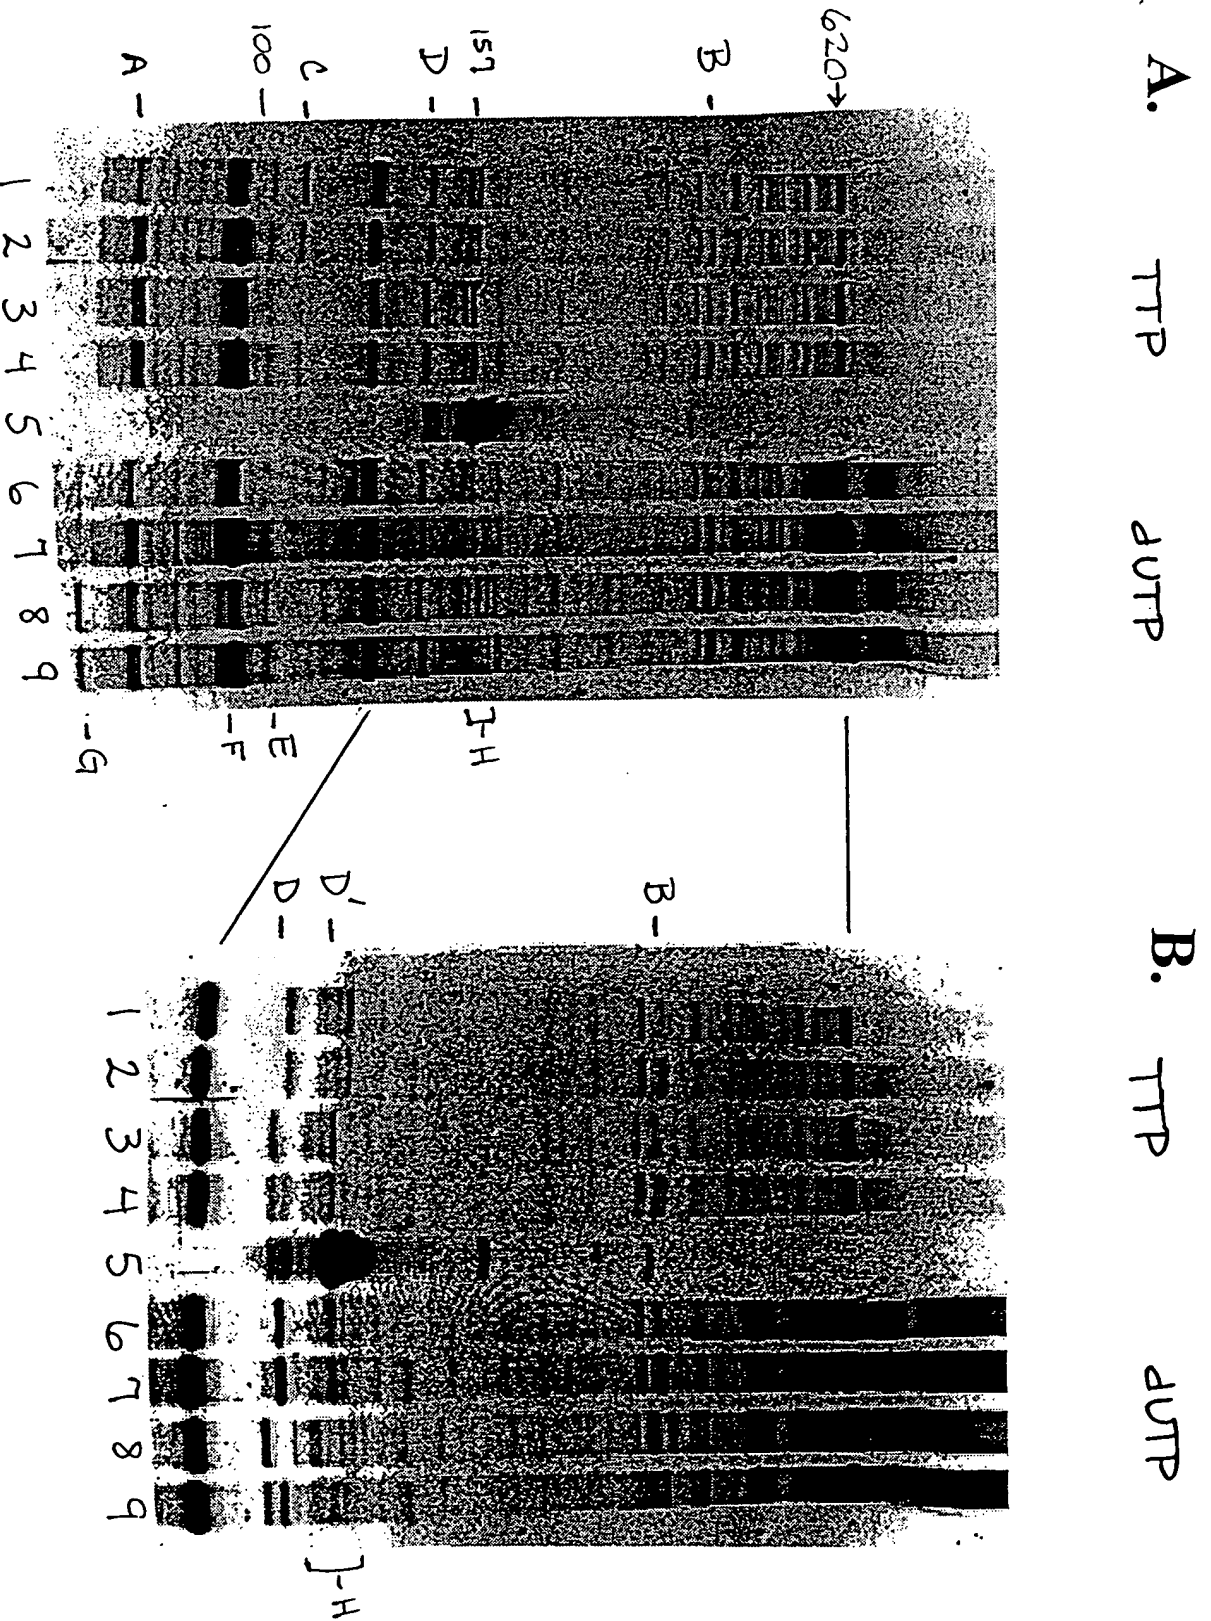 A. TTP dUTP
620→
B –
157 –
D –
C –
100 –
A –
1 2 3 4 5 6 7 8 9
]-H
-E
-F
-G
B. TTP dUTP
B –
D' –
D –
1 2 3 4 5 6 7 8 9
]-H